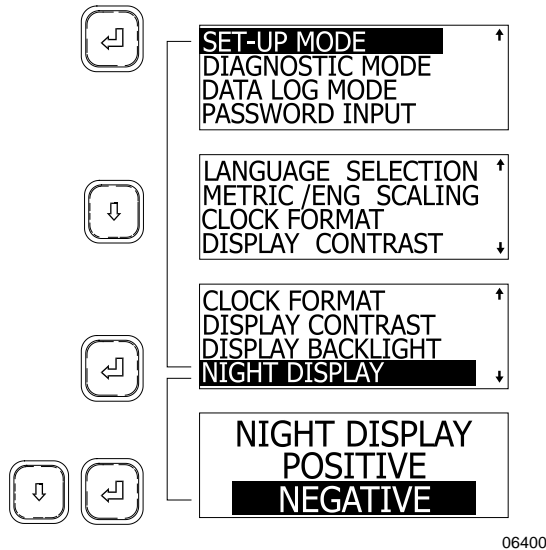 SET-UP MODE
DIAGNOSTIC MODE
DATA LOG MODE
PASSWORD INPUT
LANGUAGE SELECTION
METRIC /ENG SCALING
CLOCK FORMAT
DISPLAY CONTRAST
CLOCK FORMAT
DISPLAY CONTRAST
DISPLAY BACKLIGHT
NIGHT DISPLAY
NIGHT DISPLAY
POSITIVE
NEGATIVE
06400